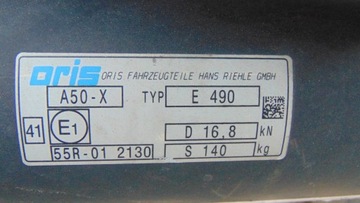 oris ORIS FAHRZEUGTEILE HANS RIEHLE GMBH
A50-X TYP E 490
41 E1 D 16,8 kN
55R-01 2130 S 140 kg